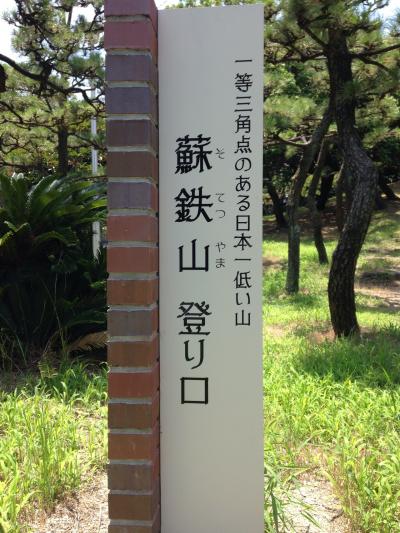 一等三角点のある日本一低い山
蘇鉄山 登り口
そてつやま